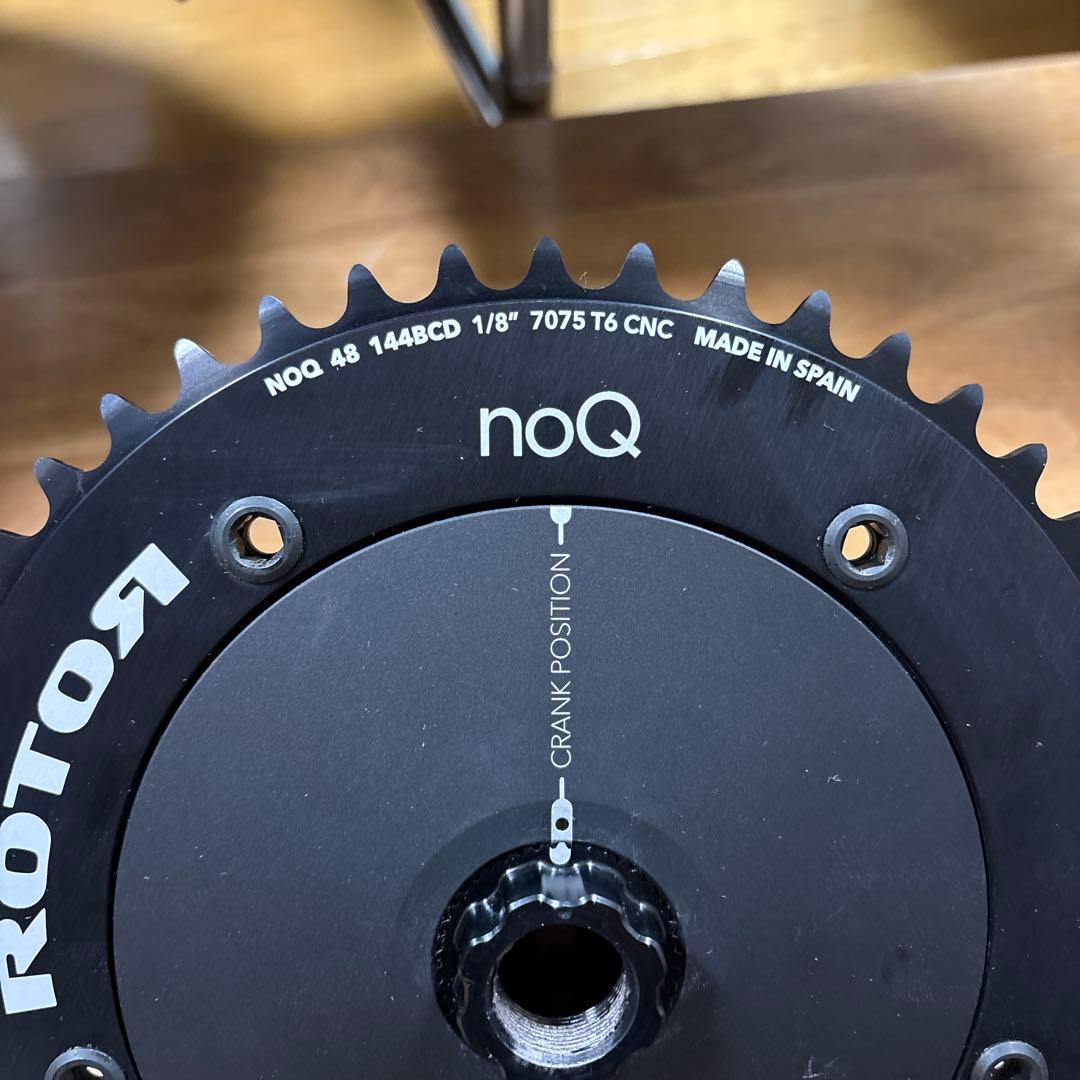 NOQ 48 144BCD 1/8" 7075 T6 CNC MADE IN SPAIN
noQ
ROTOR
CRANK POSITION